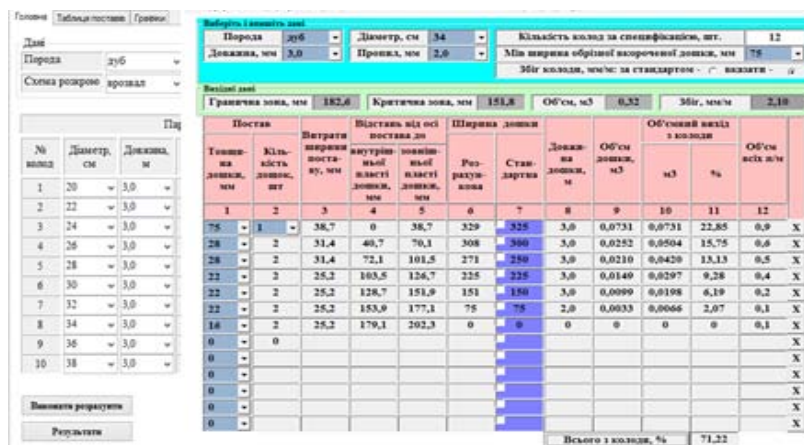 Головна Таблиця поставів Графіки
Дані
Порода дуб
Схема розкрою врозвал
№ колод Діаметр, см Довжина, м
1 20 3,0
2 22 3,0
3 24 3,0
4 26 3,0
5 28 3,0
6 30 3,0
7 32 3,0
8 34 3,0
9 36 3,0
10 38 3,0
Виконати розрахунки
Результати
Виберіть і впишіть дані
Порода дуб Діаметр, см 34 Кількість колод за специфікацією, шт. 12
Довжина, мм 3,0 Пропил, мм 2,0 Мін ширина обрізної вкороченої дошки, мм 75
Збіг колоди, мм/м: за стандартом - вказати -
Вихідні дані
Гранична зона, мм 182,6 Критична зона, мм 151,8 Об'єм, м3 0,32 Збіг, мм/м 2,10
Постав Витрати ширини поставу, мм Відстань від осі постава до Ширина дошки Довжина дошки, м Об'єм дошки, м3 Об'ємний вихід з колоди Об'єм всіх п/м
Товщина дошки, мм Кількість дошок, шт внутрішньої пласті дошки, мм зовнішньої пласті дошки, мм Розрахункова Стандартна м3 %
1 2 3 4 5 6 7 8 9 10 11 12
75 1 38,7 0 38,7 329 325 3,0 0,0731 0,0731 22,85 0,9 X
28 2 31,4 40,7 70,1 308 300 3,0 0,0252 0,0504 15,75 0,6 X
28 2 31,4 72,1 101,5 271 250 3,0 0,0210 0,0420 13,13 0,5 X
22 2 25,2 103,5 126,7 225 225 3,0 0,0149 0,0297 9,28 0,4 X
22 2 25,2 128,7 151,9 151 150 3,0 0,0099 0,0198 6,19 0,2 X
22 2 25,2 153,9 177,1 75 75 2,0 0,0033 0,0066 2,07 0,1 X
16 2 25,2 179,1 202,3 0 0 0 0 0 0 0,1 X
0 0 X
0 X
0 X
0 X
0 X
0 X
Всього з колоди, % 71,22